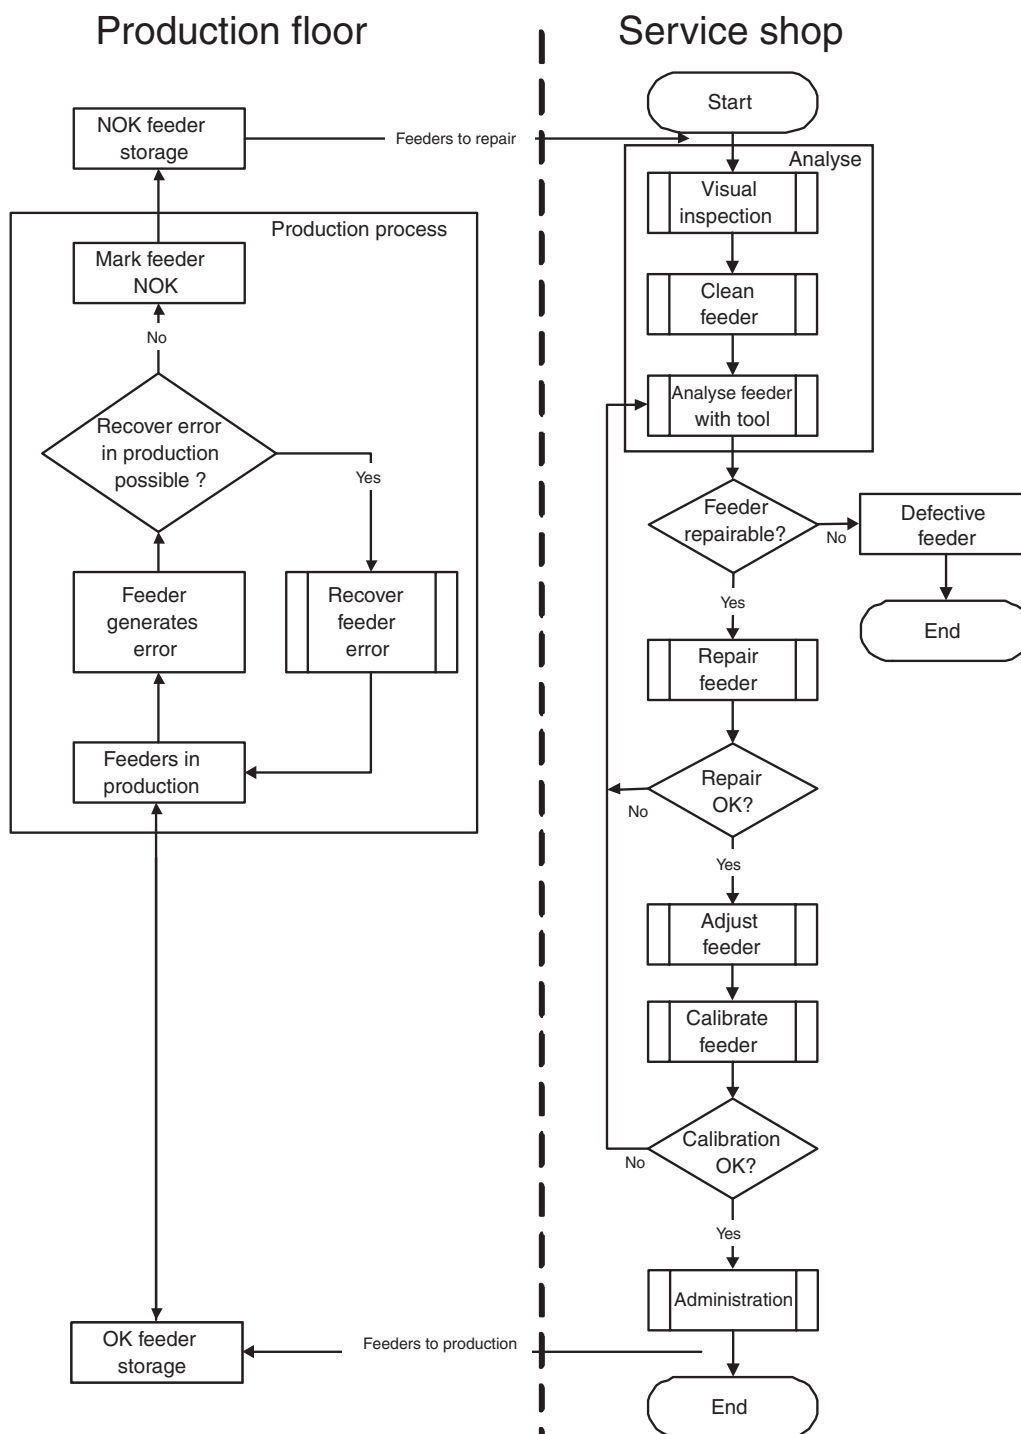 Production floor
Service shop
NOK feeder
storage
Feeders to repair
Start
Analyse
Visual
inspection
Clean
feeder
Analyse feeder
with tool
Production process
Mark feeder
NOK
No
Recover error
in production
possible ?
Yes
Feeder
generates
error
Recover
feeder
error
Feeders in
production
Feeder
repairable?
No
Defective
feeder
End
Yes
Repair
feeder
Repair
OK?
No
Yes
Adjust
feeder
Calibrate
feeder
Calibration
OK?
No
Yes
Administration
OK feeder
storage
Feeders to production
End